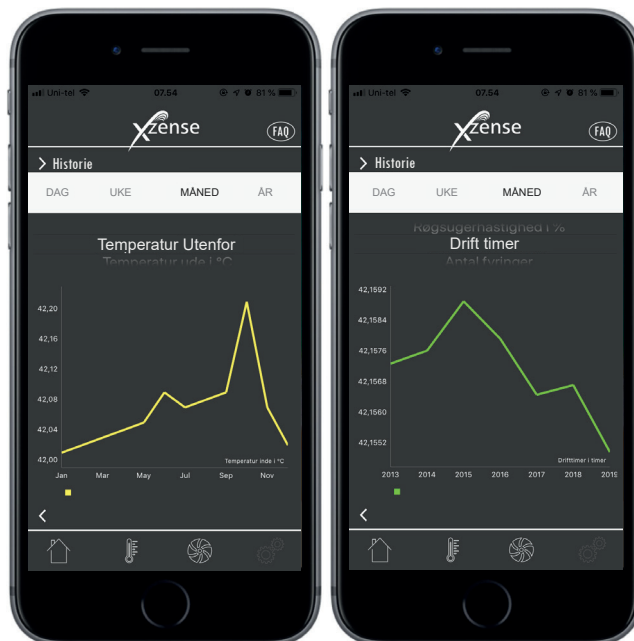 Uni-tel 07.54 81 %
xzense
FAQ
> Historie
DAG UKE MÅNED ÅR
Temperatur Utenfor
Temperatur ude i °C
42,20
42,16
42,12
42,08
42,04
42,00
Temperatur inde i °C
Jan Mar May Jul Sep Nov
Uni-tel 07.54 81 %
xzense
FAQ
> Historie
DAG UKE MÅNED ÅR
Røgsugerhastighed i %
Drift timer
Antal fyringer
42,1692
42,1584
42,1576
42,1568
42,1660
42,1552
Drifttimer i timer
2013 2014 2015 2016 2017 2018 2019